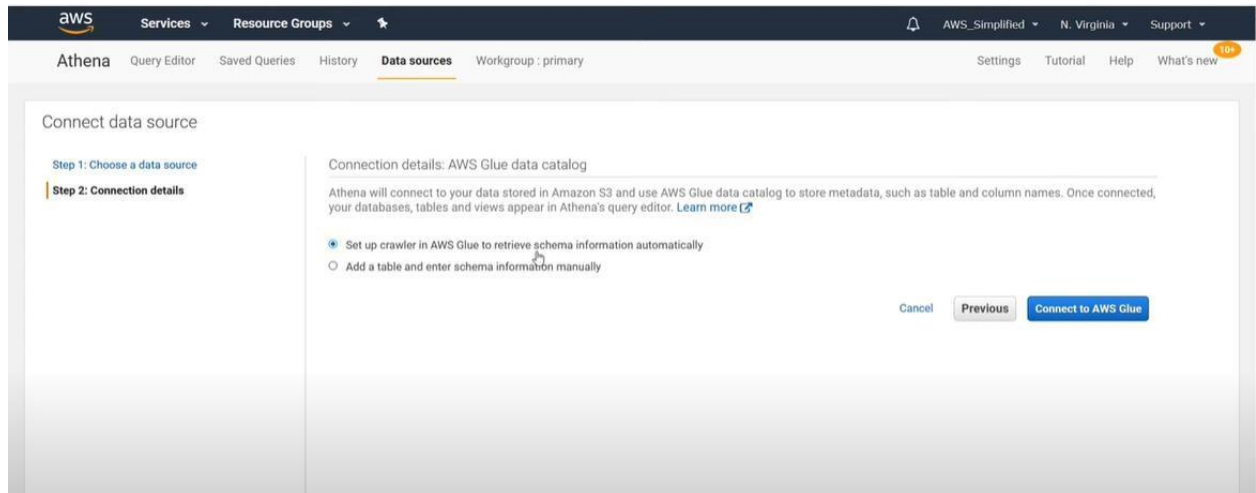 aws Services Resource Groups AWS_Simplified N. Virginia Support
Athena Query Editor Saved Queries History Data sources Workgroup : primary Settings Tutorial Help What's new 10+
Connect data source
Step 1: Choose a data source
Step 2: Connection details
Connection details: AWS Glue data catalog
Athena will connect to your data stored in Amazon S3 and use AWS Glue data catalog to store metadata, such as table and column names. Once connected,
your databases, tables and views appear in Athena's query editor. Learn more
Set up crawler in AWS Glue to retrieve schema information automatically
Add a table and enter schema information manually
Cancel Previous Connect to AWS Glue